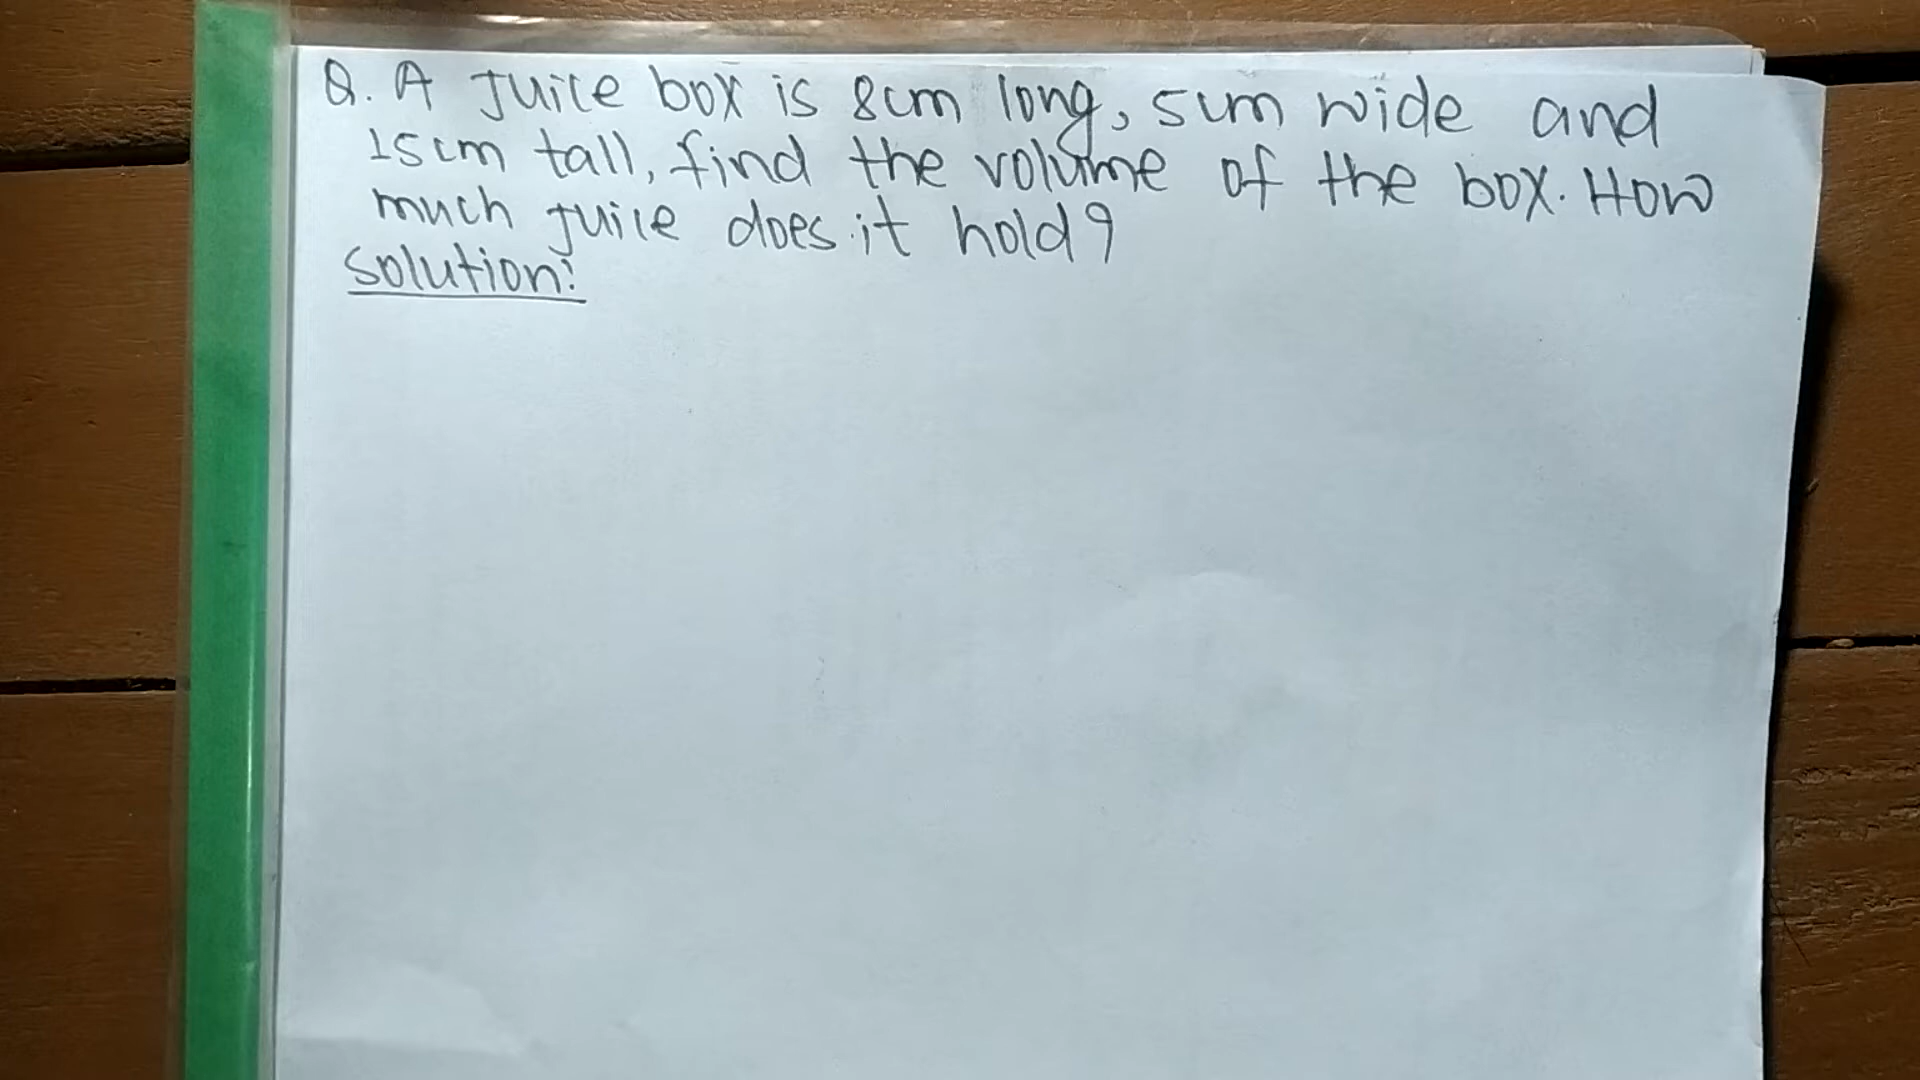 Q. A Juice box is 8cm long, 5cm wide and
15cm tall, find the volume of the box. How
much juice does it hold?
Solution: